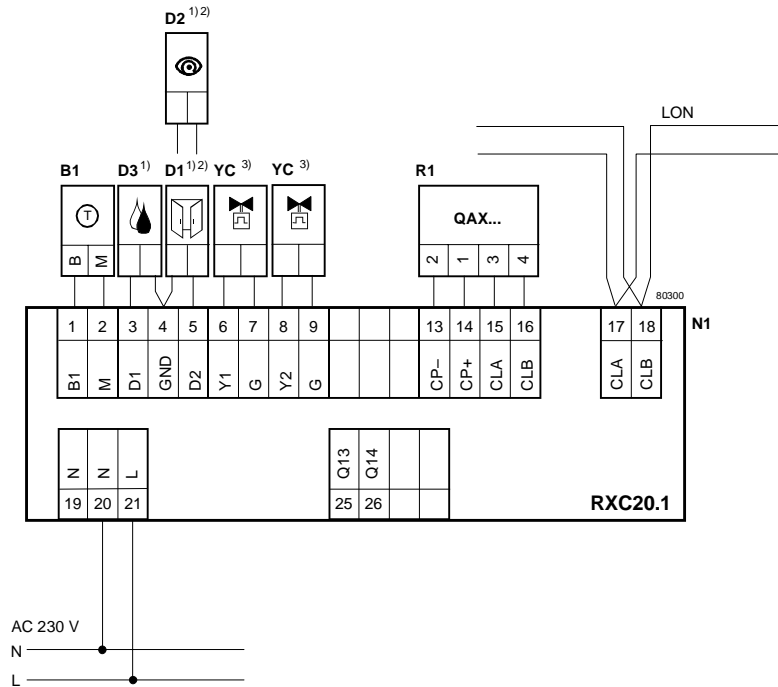 D2 1) 2)
LON
B1 D3 1) D1 1) 2) YC 3) YC 3) R1
T
QAX...
B M 2 1 3 4
80300
1 2 3 4 5 6 7 8 9 13 14 15 16 17 18 N1
B1 M D1 GND D2 Y1 G Y2 G CP– CP+ CLA CLB CLA CLB
N N L Q13 Q14
19 20 21 25 26 RXC20.1
AC 230 V
N
L